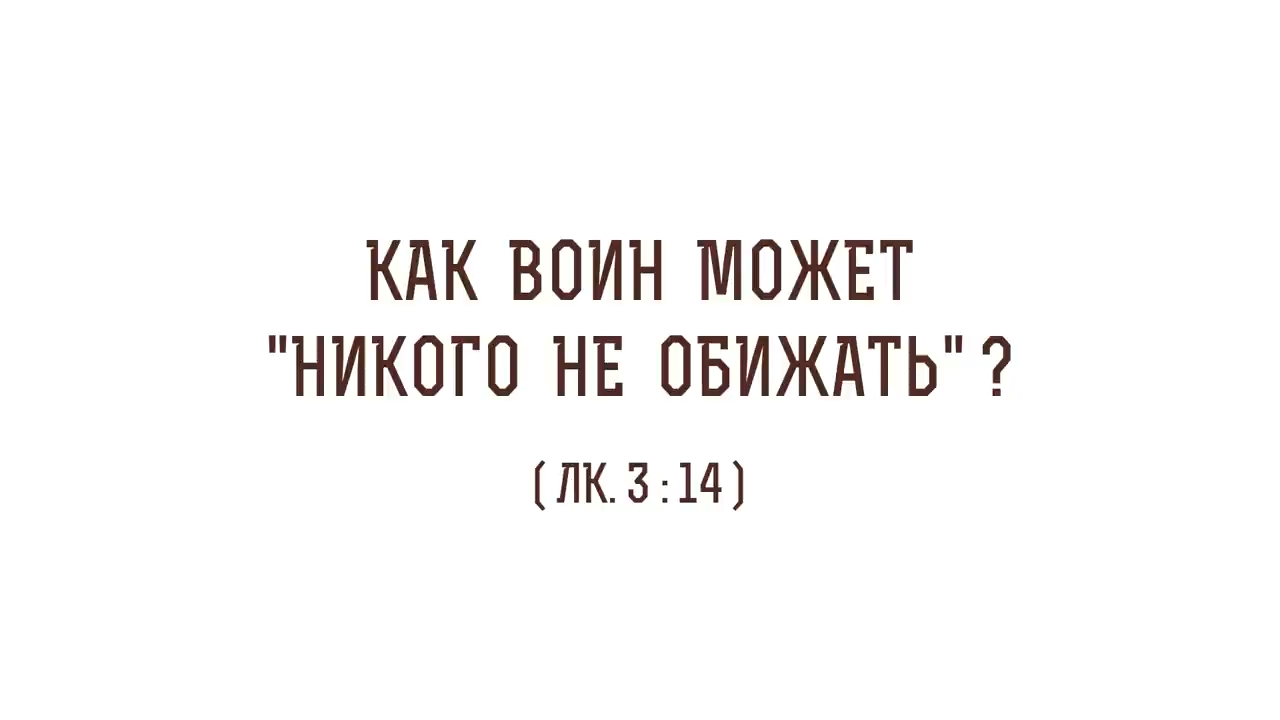 КАК ВОИН МОЖЕТ
"НИКОГО НЕ ОБИЖАТЬ"?
(ЛК. 3:14)